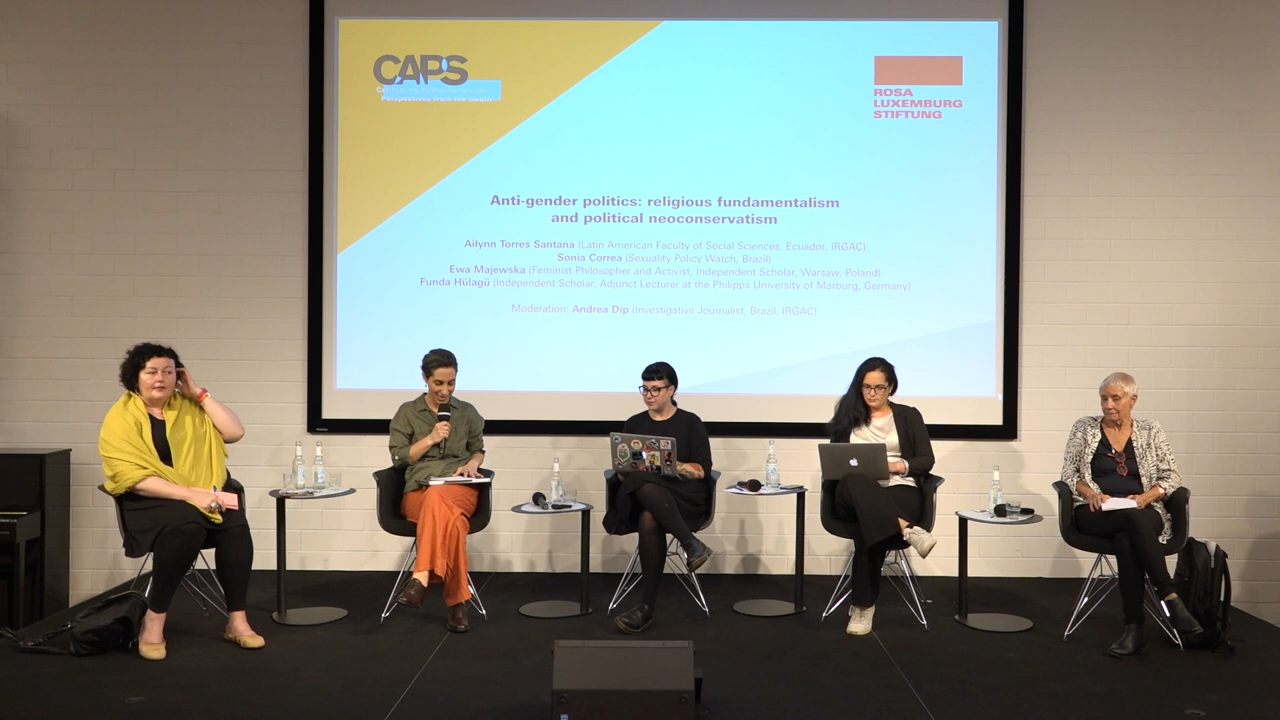 CAPS
Contesting Authoritarianism
Perspectives from the South
ROSA
LUXEMBURG
STIFTUNG
Anti-gender politics: religious fundamentalism
and political neoconservatism
Ailynn Torres Santana (Latin American Faculty of Social Sciences, Ecuador, IRGAC)
Sonia Correa (Sexuality Policy Watch, Brazil)
Ewa Majewska (Feminist Philosopher and Activist, Independent Scholar, Warsaw, Poland)
Funda Hülagü (Independent Scholar, Adjunct Lecturer at the Philipps University of Marburg, Germany)
Moderation: Andrea Dip (Investigative Journalist, Brazil, IRGAC)